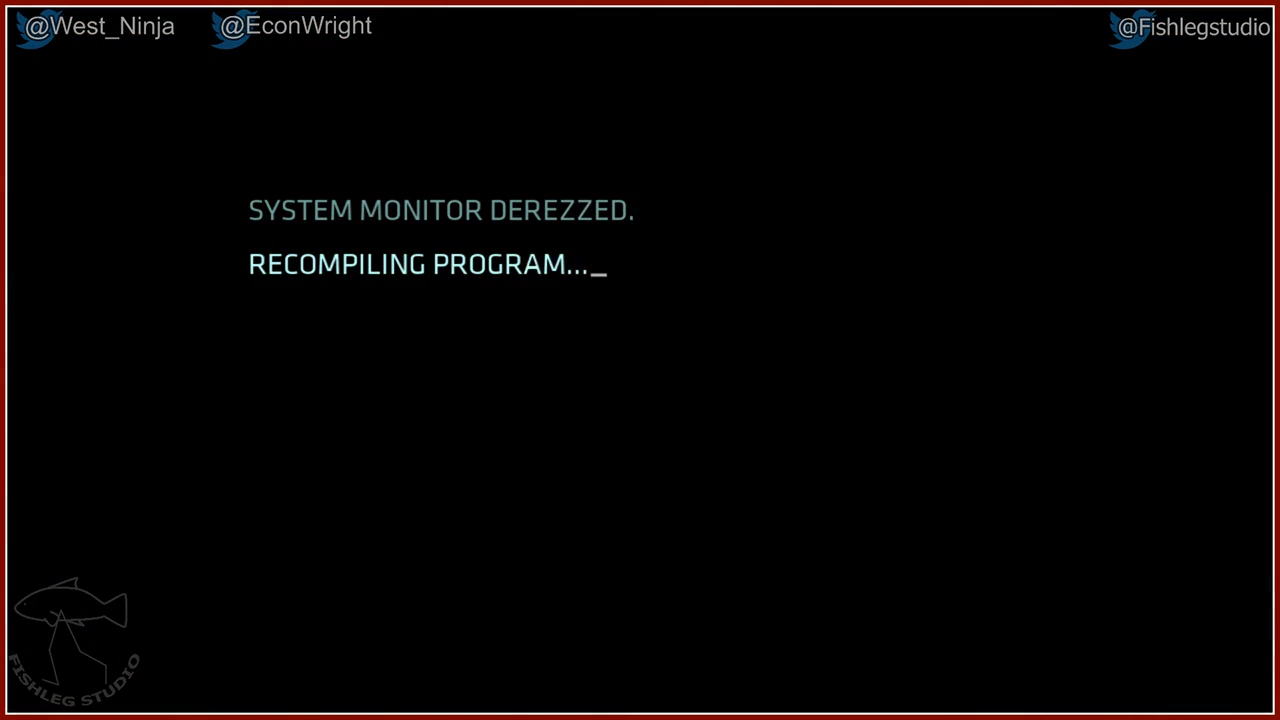 @West_Ninja @EconWright @Fishlegstudio
SYSTEM MONITOR DEREZZED.
RECOMPILING PROGRAM..._
FISHLEG STUDIO